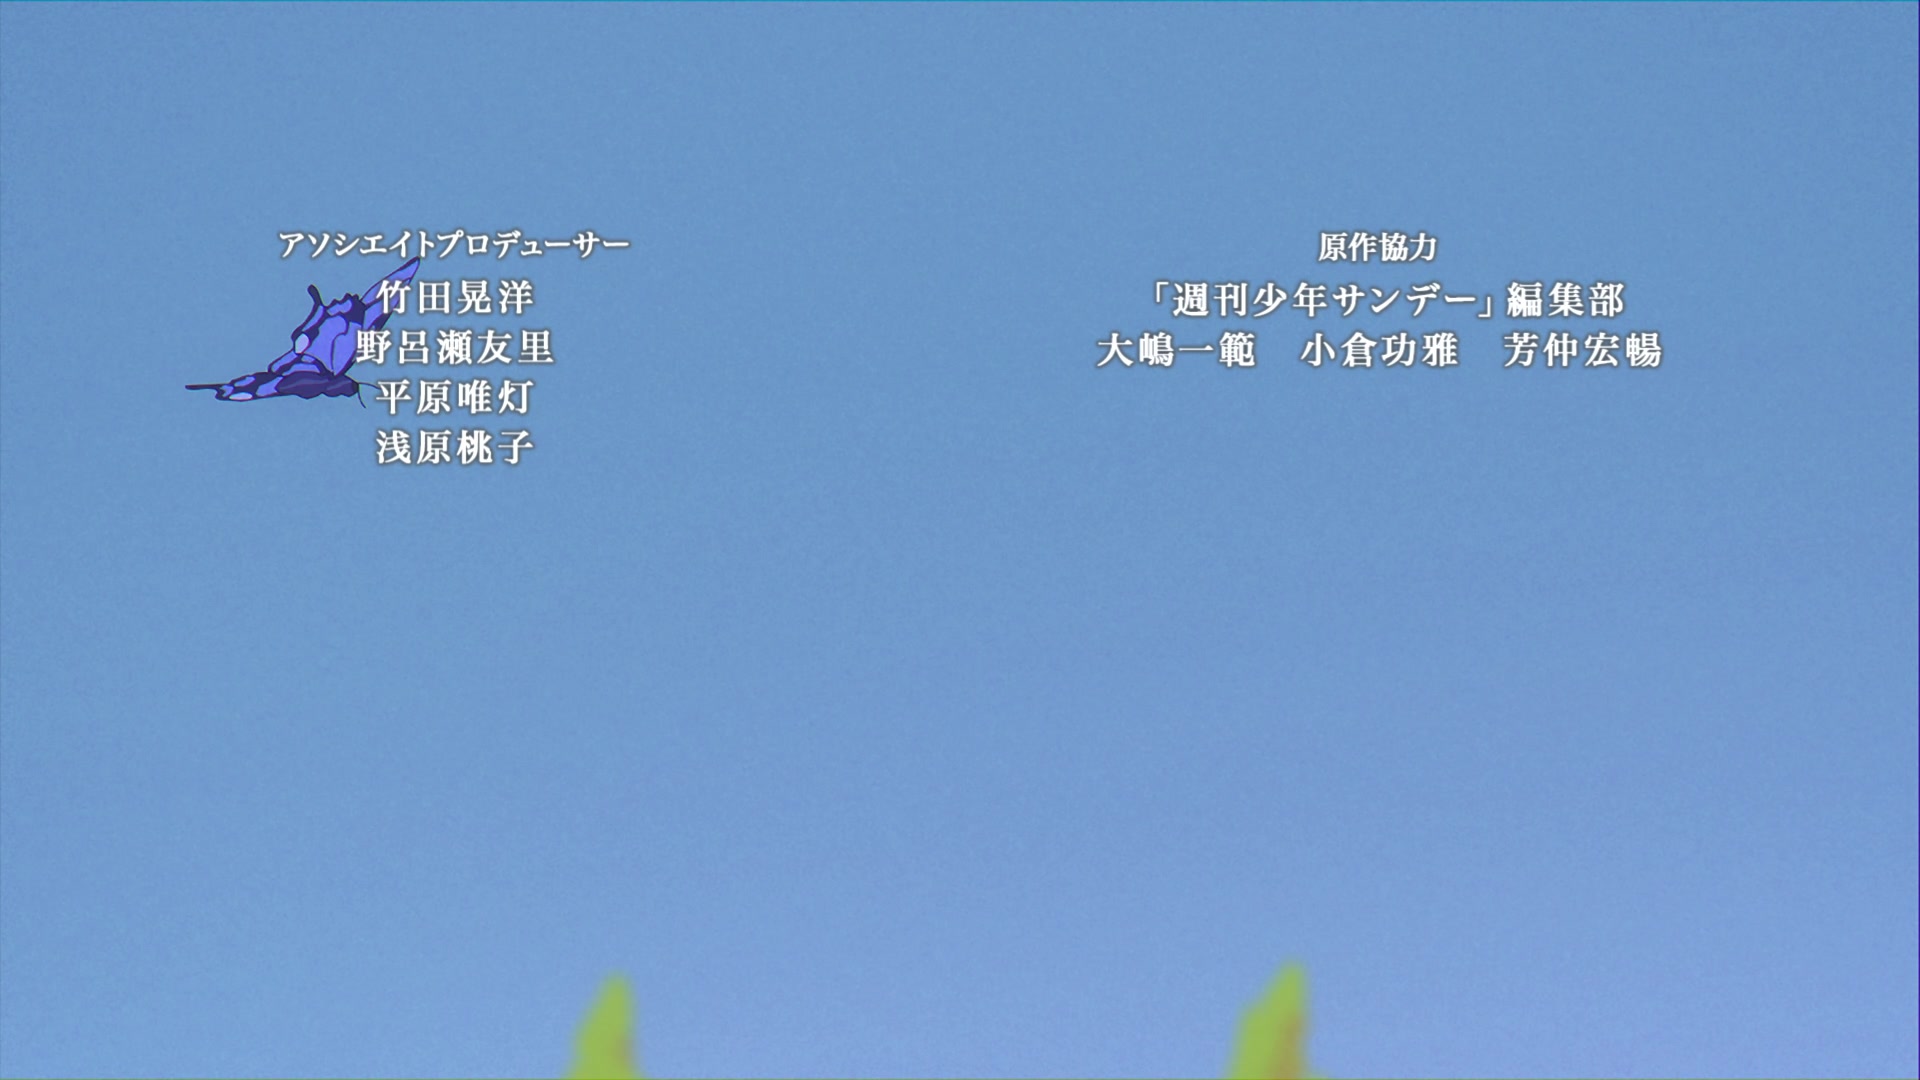 アソシエイトプロデューサー
竹田晃洋
野呂瀬友里
平原唯灯
浅原桃子
原作協力
「週刊少年サンデー」編集部
大嶋一範　小倉功雅　芳仲宏暢